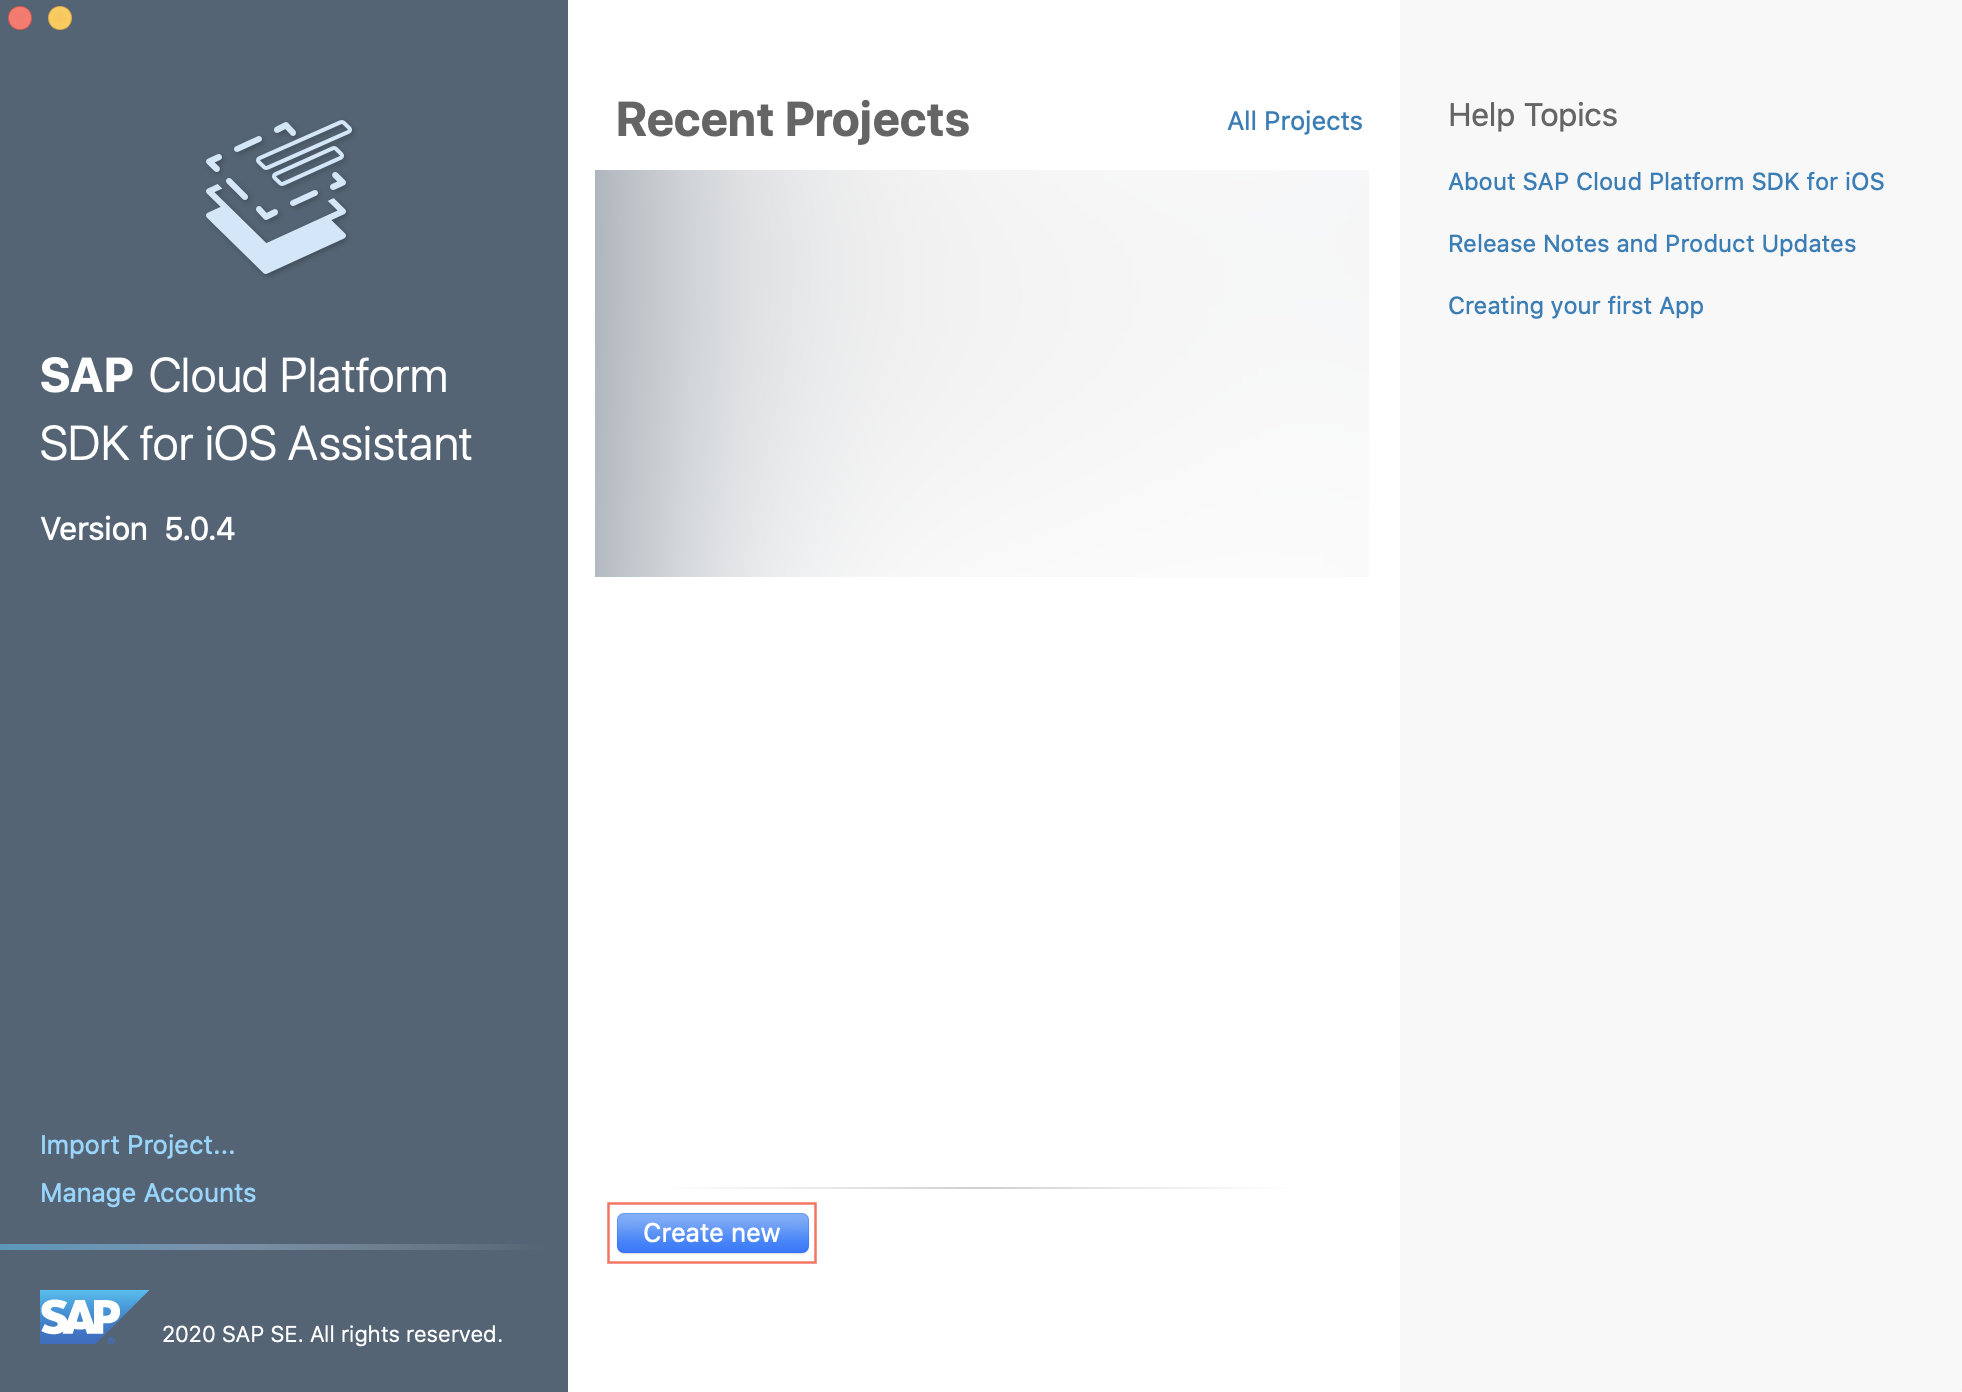 SAP Cloud Platform
SDK for iOS Assistant
Version 5.0.4
Import Project...
Manage Accounts
SAP
2020 SAP SE. All rights reserved.
Recent Projects
All Projects
Create new
Help Topics
About SAP Cloud Platform SDK for iOS
Release Notes and Product Updates
Creating your first App